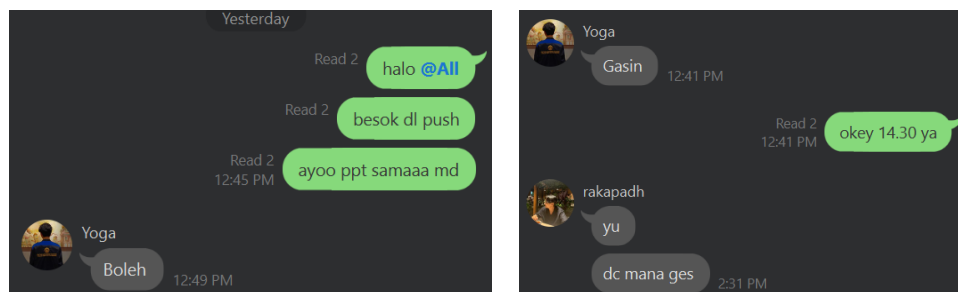 Yesterday
Read 2
halo @All
Read 2
besok dl push
Read 2
12:45 PM
ayoo ppt samaaa md
Yoga
Boleh
12:49 PM
Yoga
Gasin
12:41 PM
Read 2
12:41 PM
okey 14.30 ya
rakapadh
yu
dc mana ges
2:31 PM